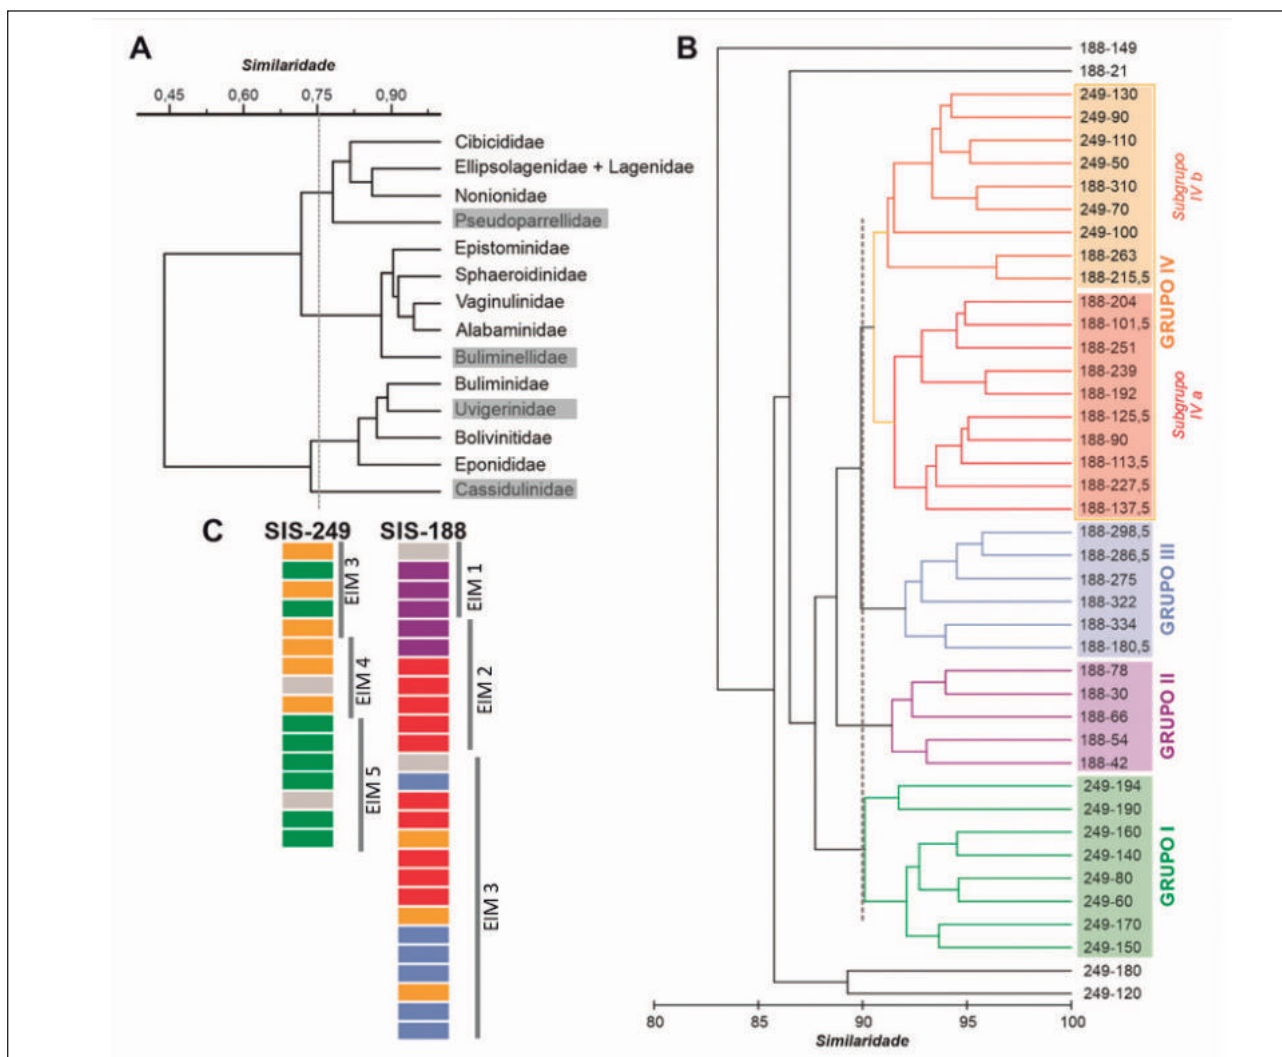 A
Similaridade
0,45 0,60 0,75 0,90
Cibicididae
Ellipsolagenidae + Lagenidae
Nonionidae
Pseudoparrellidae
Epistominidae
Sphaeroidinidae
Vaginulinidae
Alabaminidae
Buliminellidae
Buliminidae
Uvigerinidae
Bolivinitidae
Eponididae
Cassidulinidae
B
188-149
188-21
249-130
249-90
249-110
249-50
188-310
249-70
249-100
188-263
188-215,5
188-204
188-101,5
188-251
188-239
188-192
188-125,5
188-90
188-113,5
188-227,5
188-137,5
188-298,5
188-286,5
188-275
188-322
188-334
188-180,5
188-78
188-30
188-66
188-54
188-42
249-194
249-190
249-160
249-140
249-80
249-60
249-170
249-150
249-180
249-120
Subgrupo
IV b
GRUPO IV
Subgrupo
IV a
GRUPO III
GRUPO II
GRUPO I
80 85 90 95 100
Similaridade
C
SIS-249 SIS-188
EIM 3
EIM 4
EIM 5
EIM 1
EIM 2
EIM 3